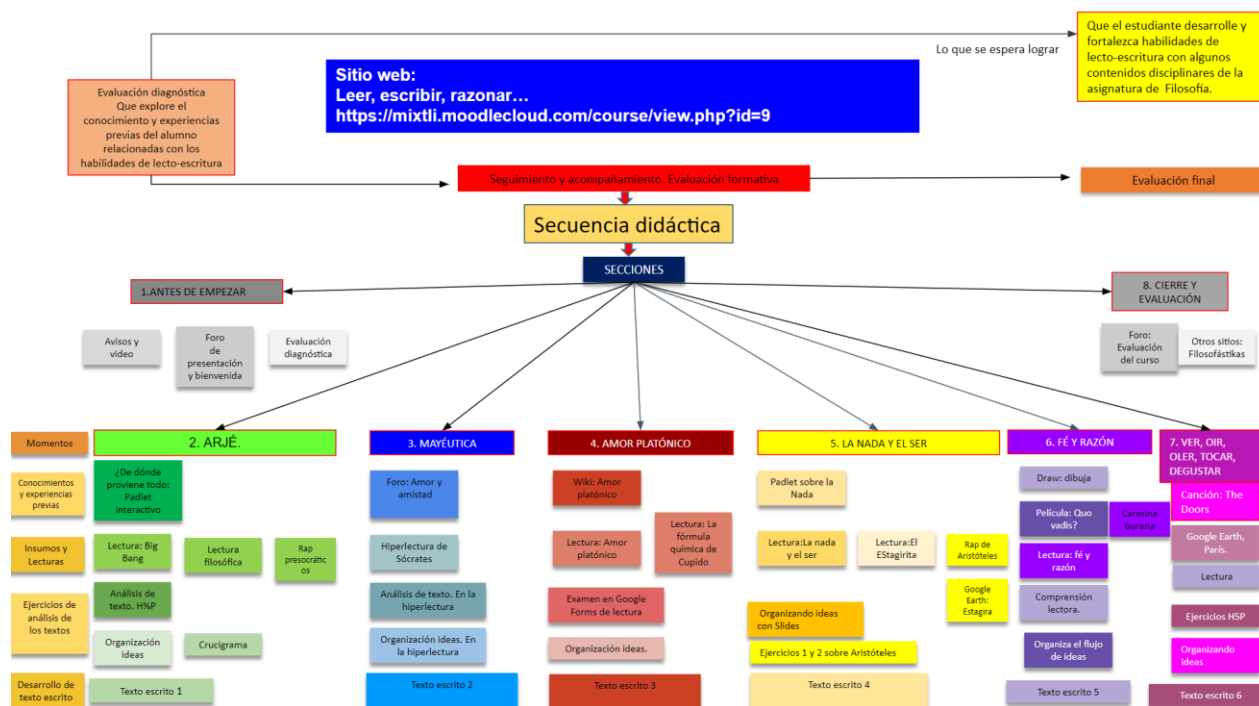 Que el estudiante desarrolle y
fortalezca habilidades de
lecto-escritura con algunos
contenidos disciplinares de la
asignatura de Filosofía.
Lo que se espera lograr
Sitio web:
Leer, escribir, razonar…
https://mixtli.moodlecloud.com/course/view.php?id=9
Evaluación diagnóstica
Que explore el
conocimiento y experiencias
previas del alumno
relacionadas con los
habilidades de lecto-escritura
Seguimiento y acompañamiento. Evaluación formativa
Evaluación final
Secuencia didáctica
SECCIONES
1.ANTES DE EMPEZAR
8. CIERRE Y
EVALUACIÓN
Avisos y
video
Foro
de
presentación
y bienvenida
Evaluación
diagnóstica
Foro:
Evaluación
del curso
Otros sitios:
Filosofástikas
Momentos
2. ARJÉ.
3. MAYÉUTICA
4. AMOR PLATÓNICO
5. LA NADA Y EL SER
6. FÉ Y RAZÓN
7. VER, OIR,
OLER, TOCAR,
DEGUSTAR
Conocimientos
y experiencias
previas
¿De dónde
proviene todo:
Padlet
interactivo
Foro: Amor y
amistad
Wiki: Amor
platónico
Padlet sobre la
Nada
Draw: dibuja
Canción: The
Doors
Película: Quo
vadis?
Carmina
burana
Insumos y
Lecturas
Lectura: Big
Bang
Lectura
filosófica
Rap
presocrátic
os
Hiperlectura de
Sócrates
Lectura: Amor
platónico
Lectura: La
fórmula
química de
Cupido
Lectura:La nada
y el ser
Lectura:El
EStagirita
Rap de
Aristóteles
Lectura: fé y
razón
Google Earth,
París.
Lectura
Ejercicios de
análisis de
los textos
Análisis de
texto. H%P
Análisis de
texto. En la
hiperlectura
Examen en Google
Forms de lectura
Organizando ideas
con Slides
Google
Earth:
Estagira
Comprensión
lectora.
Ejercicios H5P
Organización
ideas
Crucigrama
Organización ideas. En
la hiperlectura
Organización ideas.
Ejercicios 1 y 2 sobre Aristóteles
Organiza el flujo
de ideas
Organizando
ideas
Desarrollo de
texto escrito
Texto escrito 1
Texto escrito 2
Texto escrito 3
Texto escrito 4
Texto escrito 5
Texto escrito 6